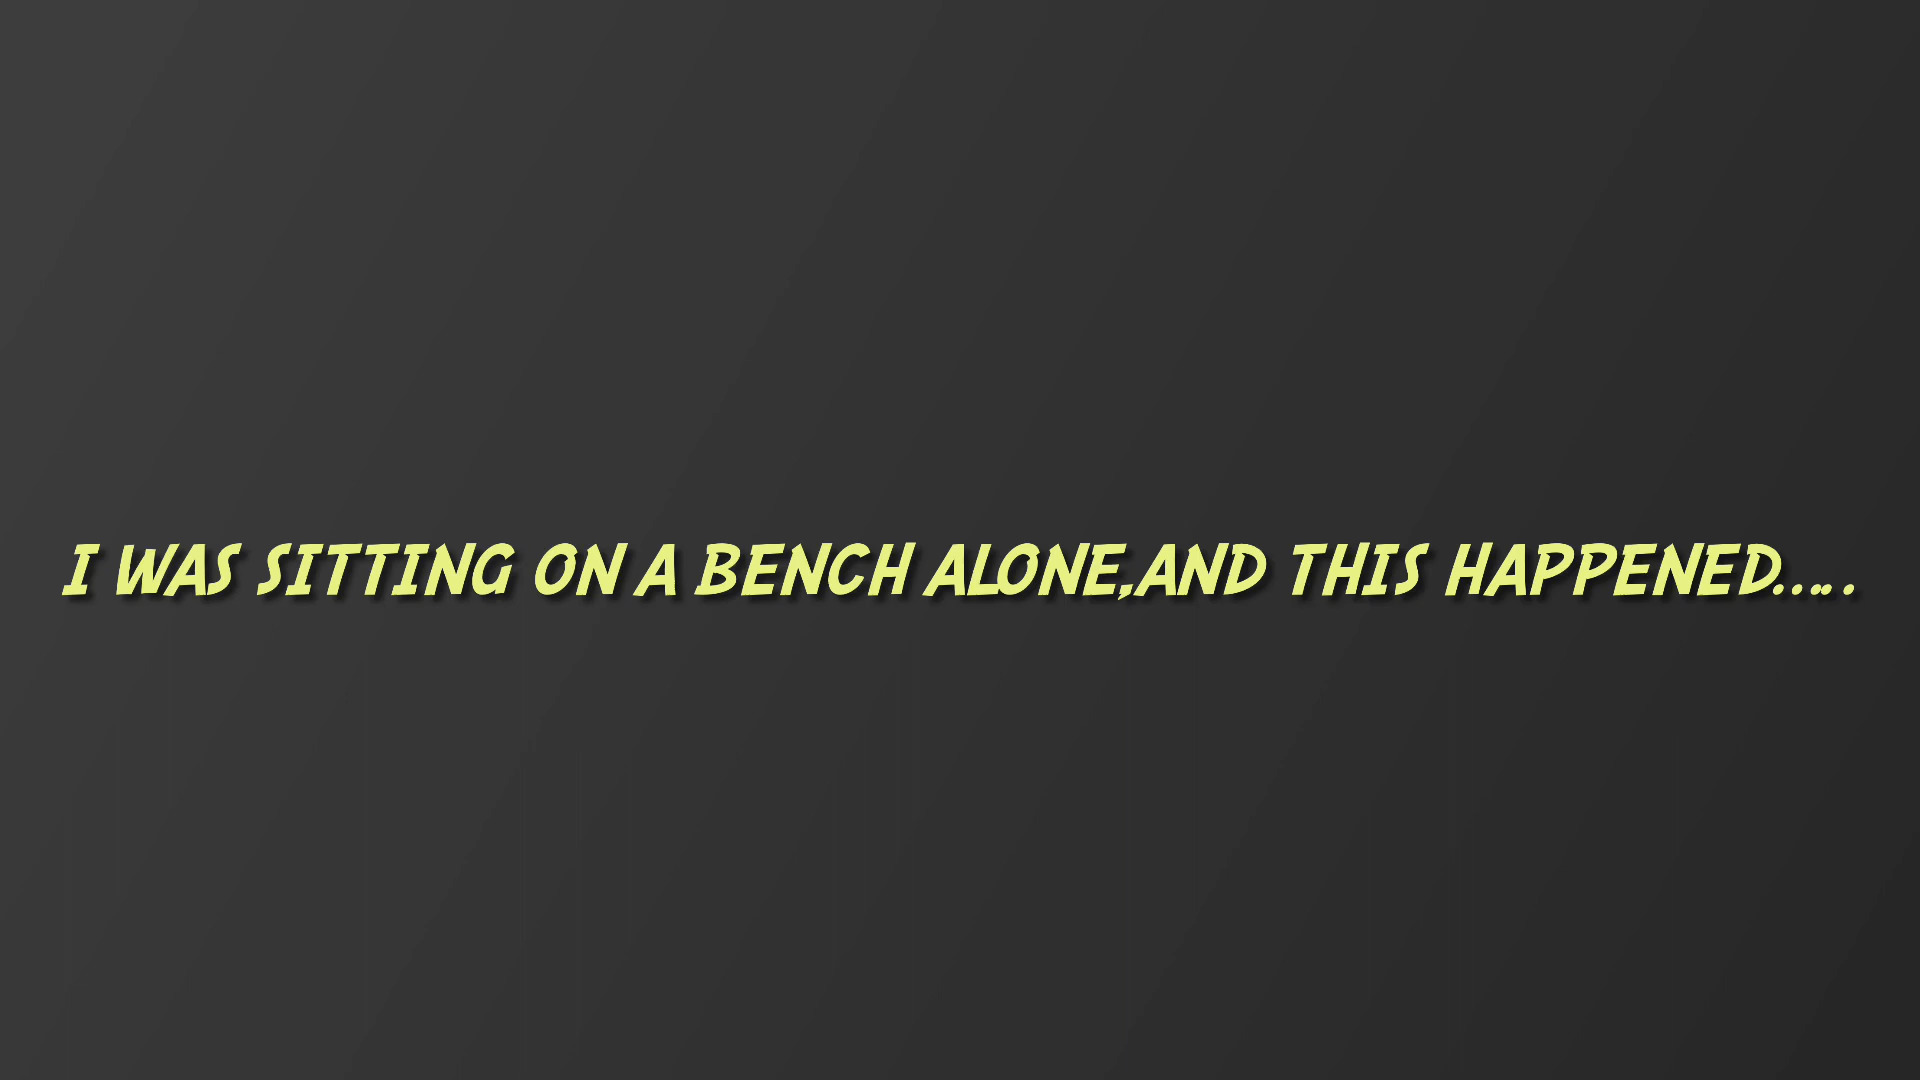 I WAS SITTING ON A BENCH ALONE,AND THIS HAPPENED.....